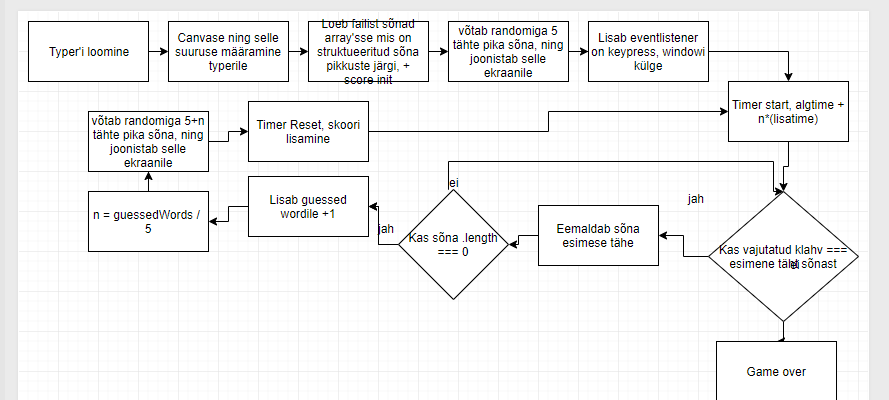 Typer'i loomine
Canvase ning selle
suuruse määramine
typerile
Loeb failist sõnad
array'sse mis on
struktueeritud sõna
pikkuste järgi, +
score init
võtab randomiga 5
tähte pika sõna, ning
joonistab selle
ekraanile
Lisab eventlistener
on keypress, windowi
külge
Timer start, algtime +
n*(lisatime)
võtab randomiga 5+n
tähte pika sõna, ning
joonistab selle
ekraanile
Timer Reset, skoori
lisamine
n = guessedWords /
5
Lisab guessed
wordile +1
jah
ei
Kas sõna .length
=== 0
Eemaldab sõna
esimese tähe
jah
Kas vajutatud klahv ===
esimene täht sõnast
ei
Game over